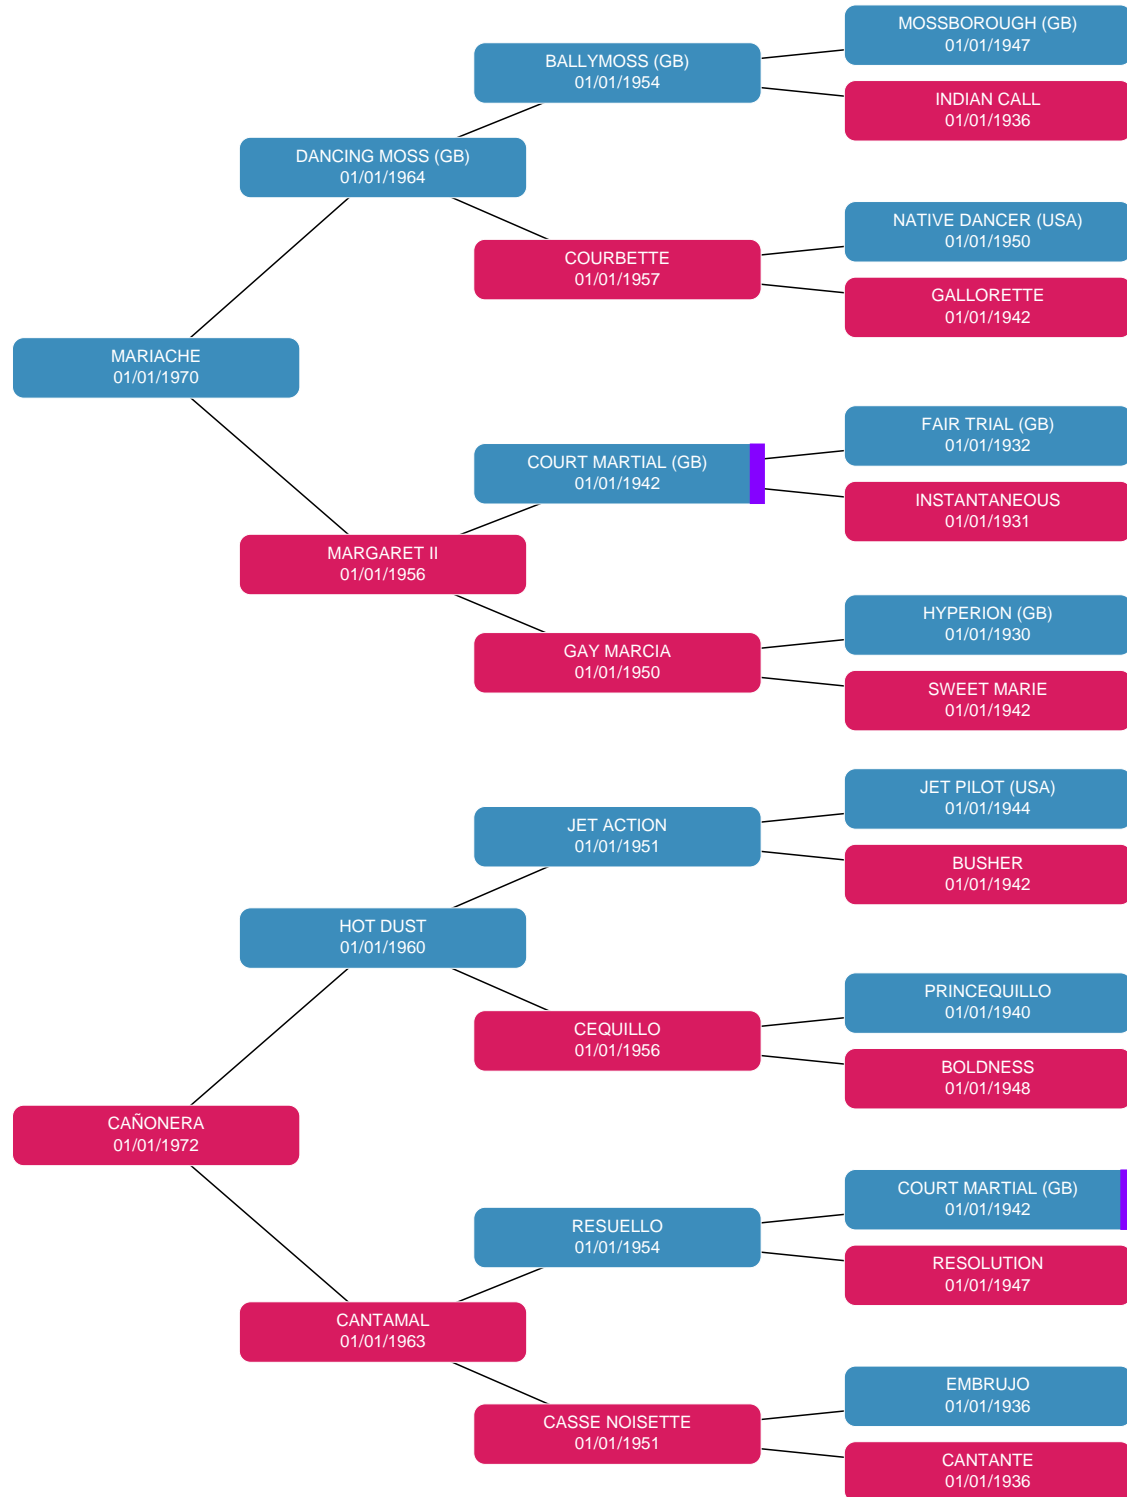 MOSSBOROUGH (GB)
01/01/1947
BALLYMOSS (GB)
01/01/1954
INDIAN CALL
01/01/1936
DANCING MOSS (GB)
01/01/1964
NATIVE DANCER (USA)
01/01/1950
COURBETTE
01/01/1957
GALLORETTE
01/01/1942
MARIACHE
01/01/1970
FAIR TRIAL (GB)
01/01/1932
COURT MARTIAL (GB)
01/01/1942
INSTANTANEOUS
01/01/1931
MARGARET II
01/01/1956
HYPERION (GB)
01/01/1930
GAY MARCIA
01/01/1950
SWEET MARIE
01/01/1942
JET PILOT (USA)
01/01/1944
JET ACTION
01/01/1951
BUSHER
01/01/1942
HOT DUST
01/01/1960
PRINCEQUILLO
01/01/1940
CEQUILLO
01/01/1956
BOLDNESS
01/01/1948
CAÑONERA
01/01/1972
COURT MARTIAL (GB)
01/01/1942
RESUELLO
01/01/1954
RESOLUTION
01/01/1947
CANTAMAL
01/01/1963
EMBRUJO
01/01/1936
CASSE NOISETTE
01/01/1951
CANTANTE
01/01/1936